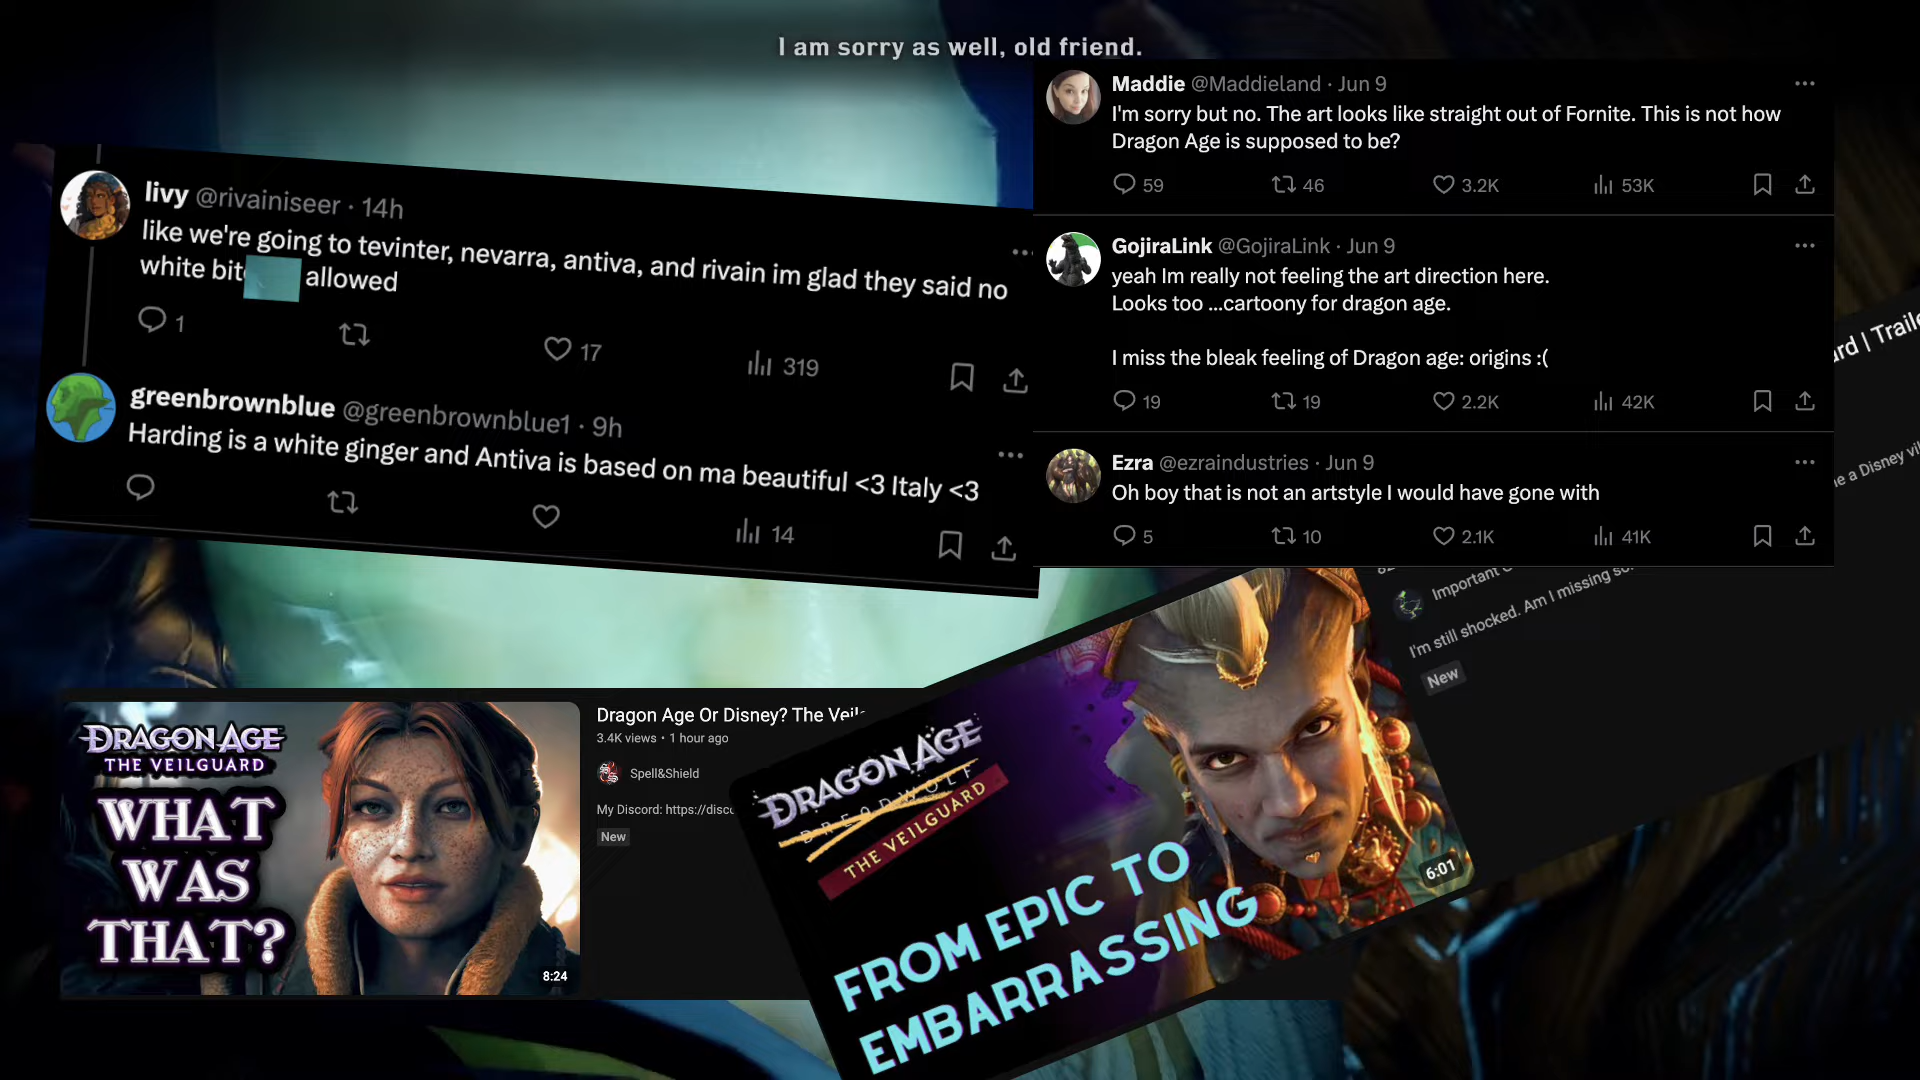 I am sorry as well, old friend.
livy @rivainiseer · 14h
like we're going to tevinter, nevarra, antiva, and rivain im glad they said no
white bit allowed
1 17 319
greenbrownblue @greenbrownblue1 · 9h
Harding is a white ginger and Antiva is based on ma beautiful <3 Italy <3
14
Maddie @Maddieland · Jun 9
I'm sorry but no. The art looks like straight out of Fornite. This is not how
Dragon Age is supposed to be?
59 46 3.2K 53K
GojiraLink @GojiraLink · Jun 9
yeah Im really not feeling the art direction here.
Looks too ...cartoony for dragon age.
I miss the bleak feeling of Dragon age: origins :(
19 19 2.2K 42K
Ezra @ezraindustries · Jun 9
Oh boy that is not an artstyle I would have gone with
5 10 2.1K 41K
rd | Traile
e a Disney vil
Important
I'm still shocked. Am I missing so
New
DRAGON AGE
THE VEILGUARD
WHAT
WAS
THAT?
8:24
Dragon Age Or Disney? The Veil
3.4K views • 1 hour ago
Spell&Shield
My Discord: https://disc
New
DRAGON AGE
DREADWOLF
THE VEILGUARD
FROM EPIC TO
EMBARRASSING
6:01